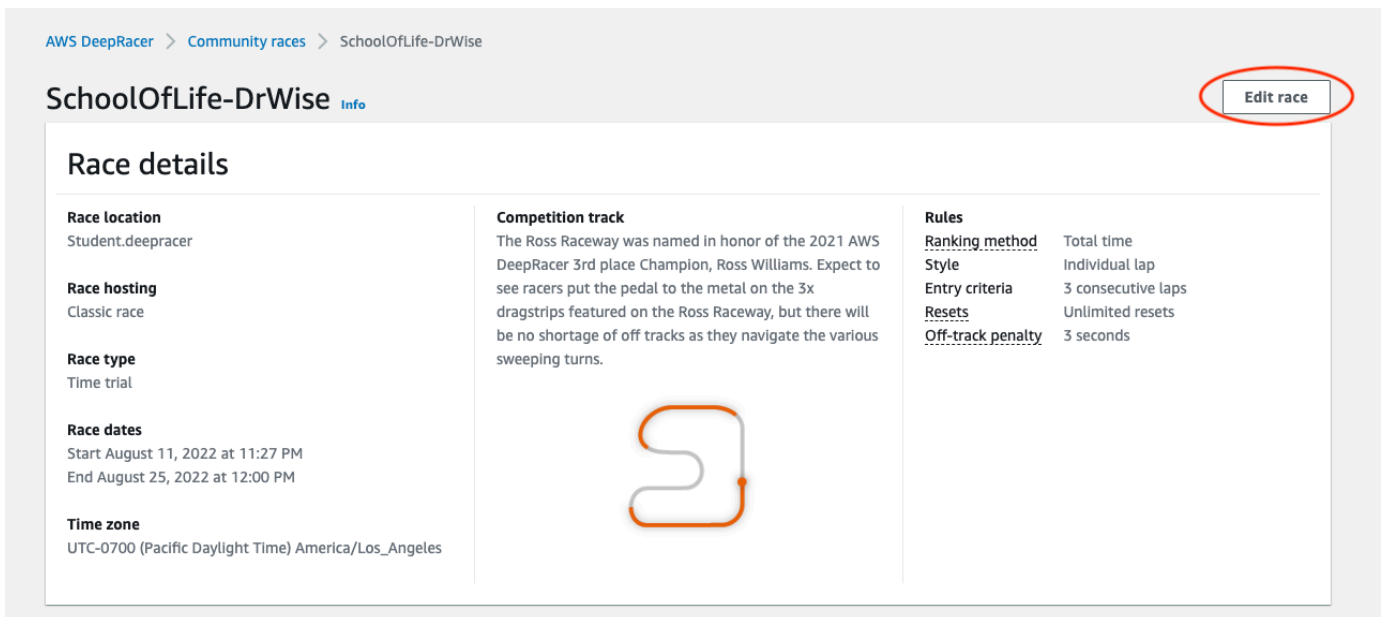 AWS DeepRacer > Community races > SchoolOfLife-DrWise
SchoolOfLife-DrWise Info
Edit race
Race details
Race location
Student.deepracer
Race hosting
Classic race
Race type
Time trial
Race dates
Start August 11, 2022 at 11:27 PM
End August 25, 2022 at 12:00 PM
Time zone
UTC-0700 (Pacific Daylight Time) America/Los_Angeles
Competition track
The Ross Raceway was named in honor of the 2021 AWS
DeepRacer 3rd place Champion, Ross Williams. Expect to
see racers put the pedal to the metal on the 3x
dragstrips featured on the Ross Raceway, but there will
be no shortage of off tracks as they navigate the various
sweeping turns.
Rules
Ranking method Total time
Style Individual lap
Entry criteria 3 consecutive laps
Resets Unlimited resets
Off-track penalty 3 seconds